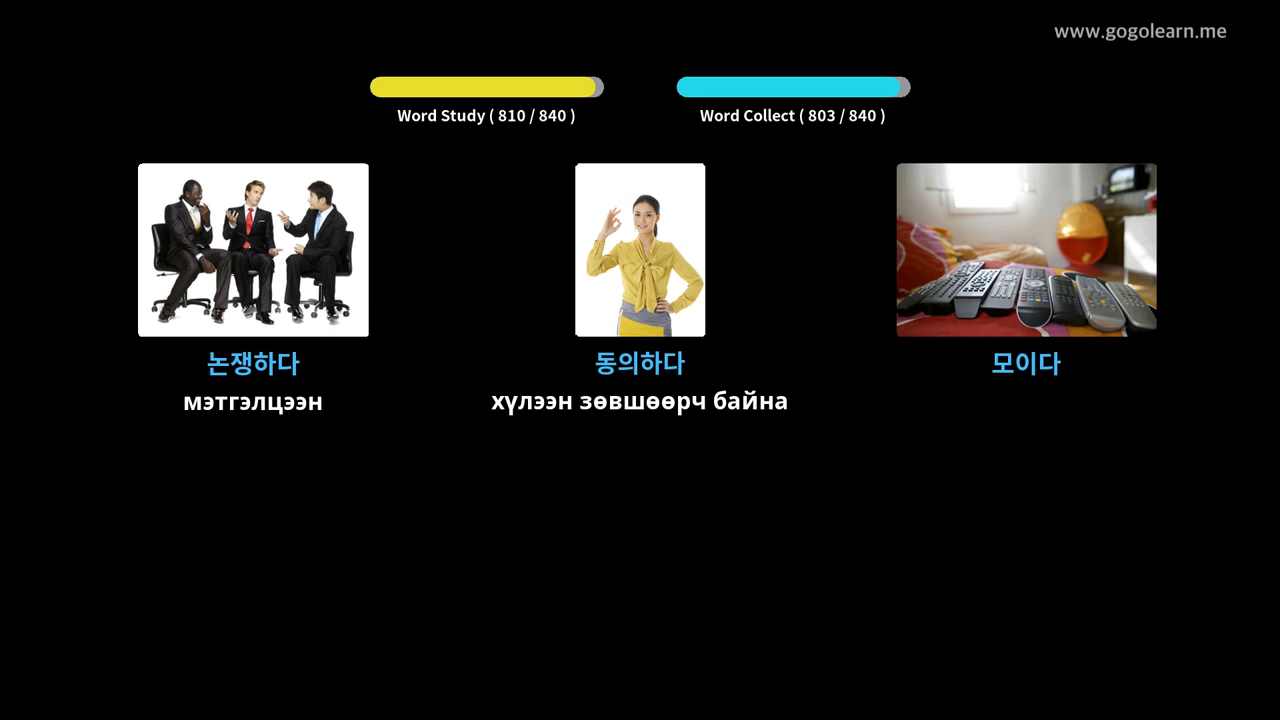 www.gogolearn.me
Word Study ( 810 / 840 )
Word Collect ( 803 / 840 )
논쟁하다
동의하다
모이다
мэтгэлцээн
хүлээн зөвшөөрч байна